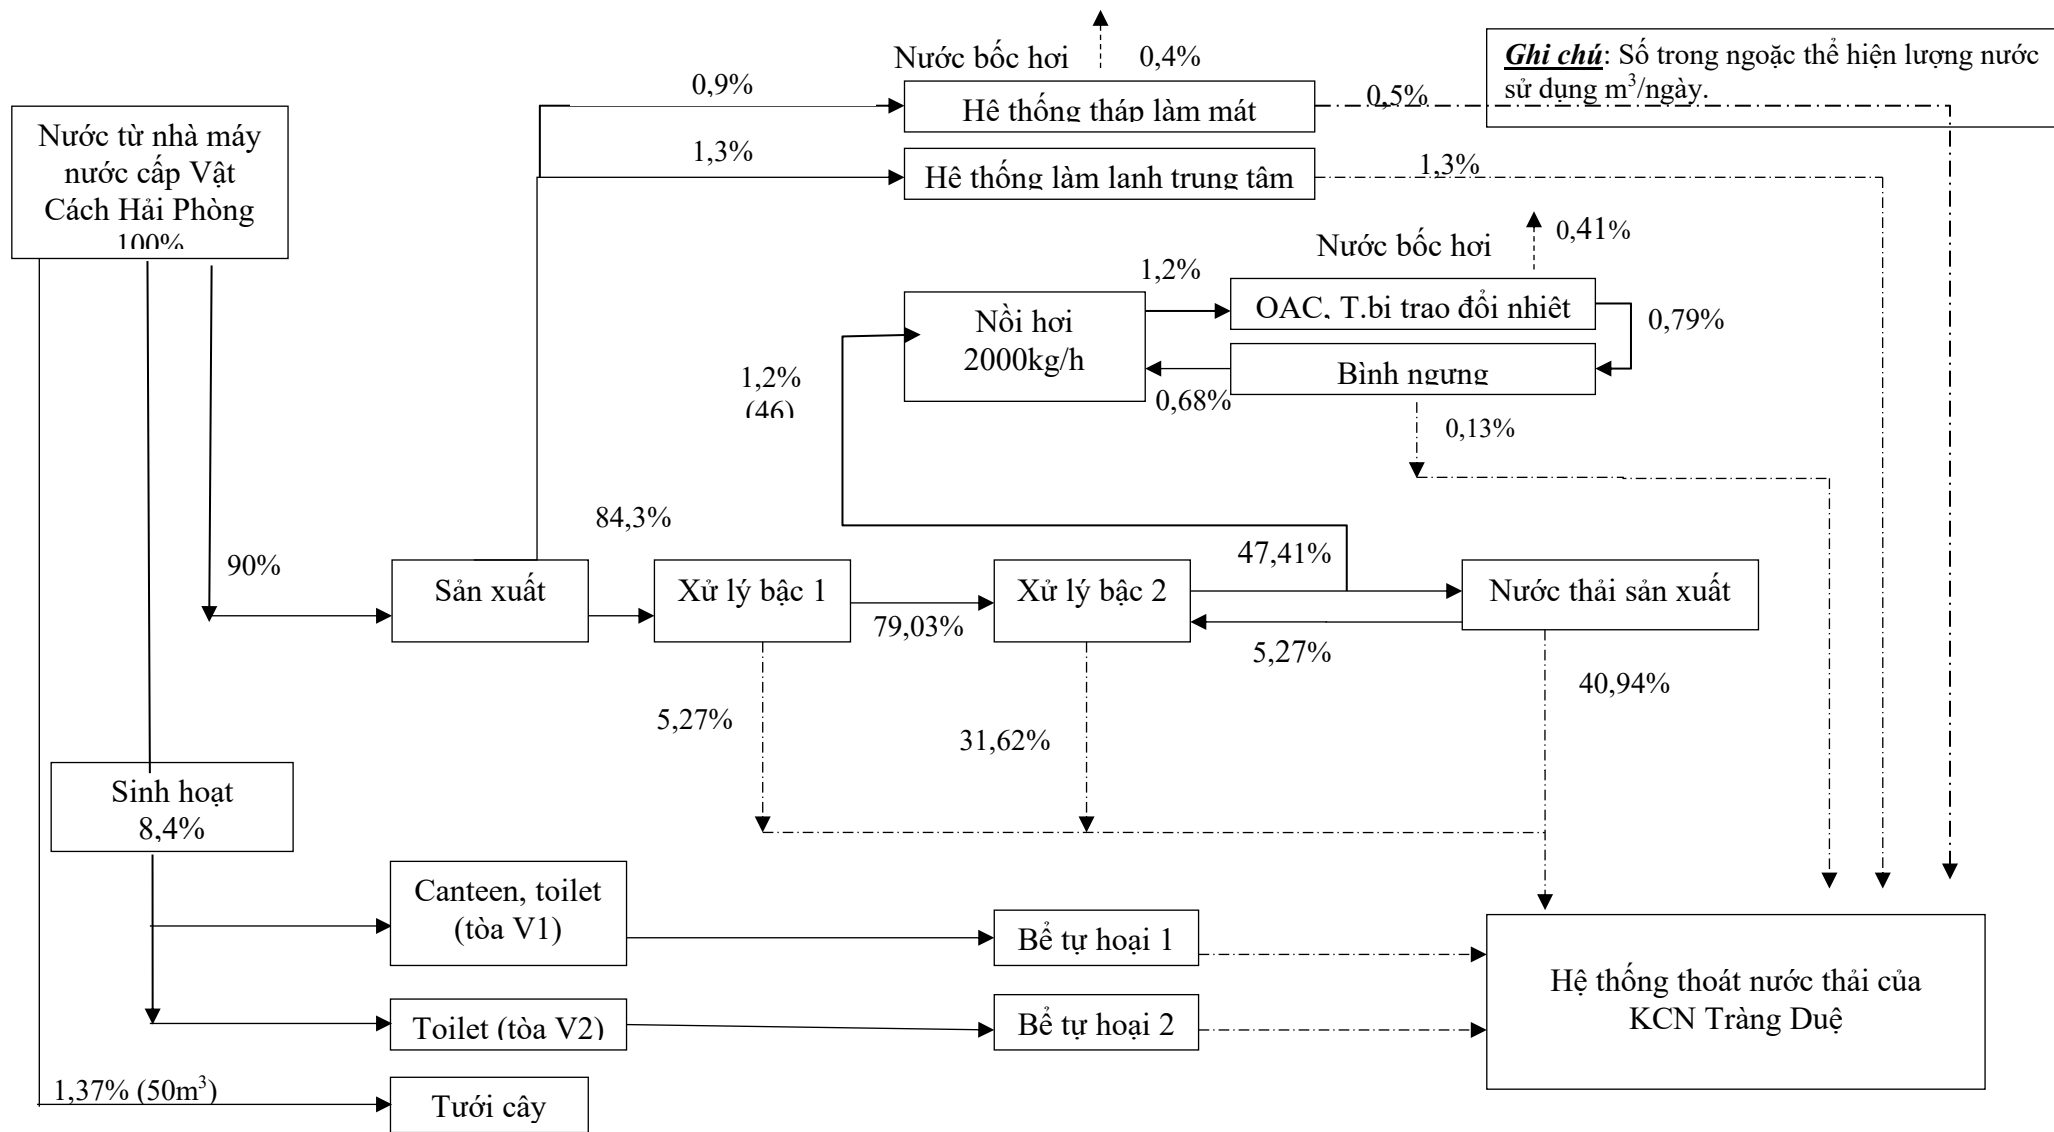 Nước bốc hơi
0,4%
Ghi chú: Số trong ngoặc thể hiện lượng nước
sử dụng m³/ngày.
0,9%
Hê thống tháp làm mát
0,5%
Nước từ nhà máy
nước cấp Vật
Cách Hải Phòng
100%
1,3%
Hê thống làm lanh trung tâm
1,3%
Nước bốc hơi
0,41%
1,2%
Nồi hơi
2000kg/h
OAC, T.bi trao đổi nhiêt
0,79%
1,2%
(46)
Bình ngưng
0,68%
0,13%
84,3%
90%
Sản xuất
Xử lý bậc 1
79,03%
Xử lý bậc 2
47,41%
Nước thải sản xuất
5,27%
40,94%
5,27%
31,62%
Sinh hoạt
8,4%
Canteen, toilet
(tòa V1)
Bể tự hoại 1
Hệ thống thoát nước thải của
KCN Tràng Duệ
Toilet (tòa V2)
Bể tự hoại 2
1,37% (50m³)
Tưới cây